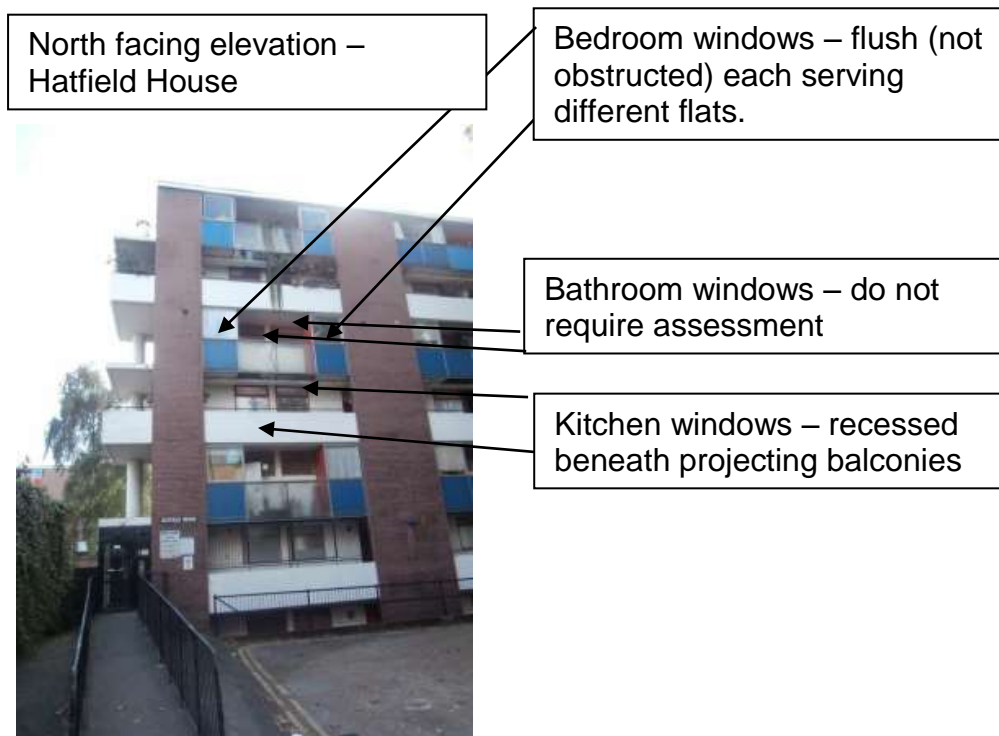 North facing elevation –
Hatfield House
Bedroom windows – flush (not
obstructed) each serving
different flats.
Bathroom windows – do not
require assessment
Kitchen windows – recessed
beneath projecting balconies